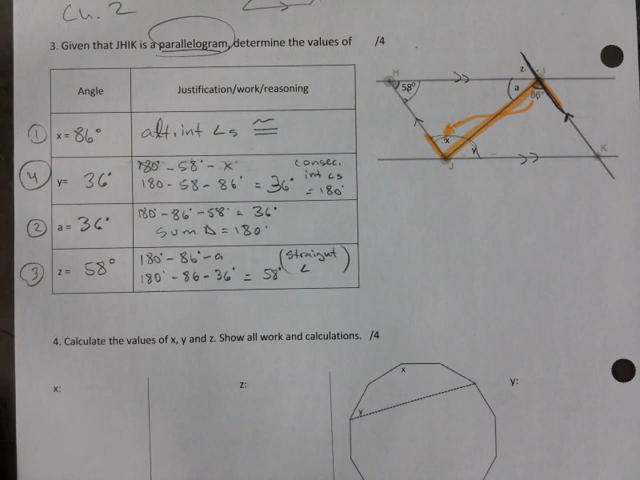 Ch. 2
3. Given that JHIK is a parallelogram, determine the values of /4
Angle Justification/work/reasoning
① x = 86° alt. int ∠s ≅
④ y = 36° 180° - 58° - x consec. int ∠s = 180°
180 - 58 - 86° = 36°
② a = 36° 180° - 86° - 58° = 36°
sum Δ = 180°
③ z = 58° 180° - 86° - a (straight ∠)
180° - 86 - 36° = 58°
H 58° a z 86° x y J K
4. Calculate the values of x, y and z. Show all work and calculations. /4
x: z: y:
x
y